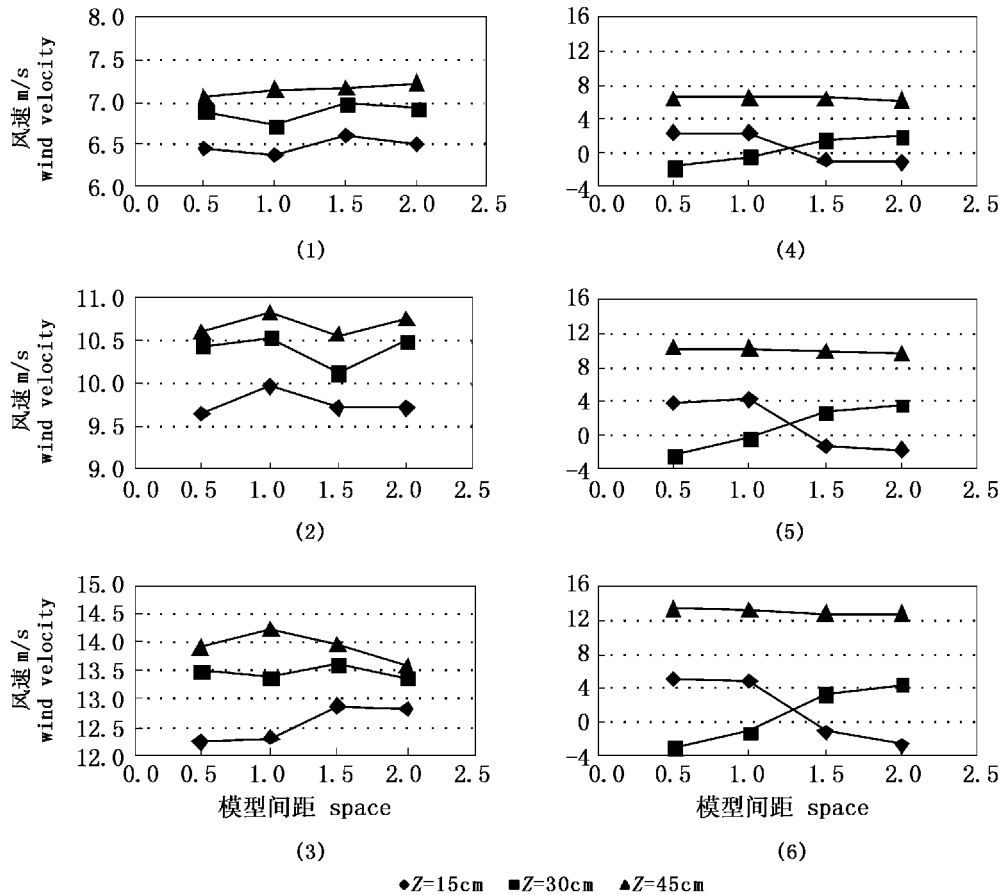 8.0
7.5
7.0
6.5
6.0
0.0 0.5 1.0 1.5 2.0 2.5
风速 m/s
wind velocity
(1)
16
12
8
4
0
-4
0.0 0.5 1.0 1.5 2.0 2.5
(4)
11.0
10.5
10.0
9.5
9.0
0.0 0.5 1.0 1.5 2.0 2.5
风速 m/s
wind velocity
(2)
16
12
8
4
0
-4
0.0 0.5 1.0 1.5 2.0 2.5
(5)
15.0
14.5
14.0
13.5
13.0
12.5
12.0
0.0 0.5 1.0 1.5 2.0 2.5
风速 m/s
wind velocity
模型间距 space
(3)
16
12
8
4
0
-4
0.0 0.5 1.0 1.5 2.0 2.5
模型间距 space
(6)
Z=15cm Z=30cm Z=45cm